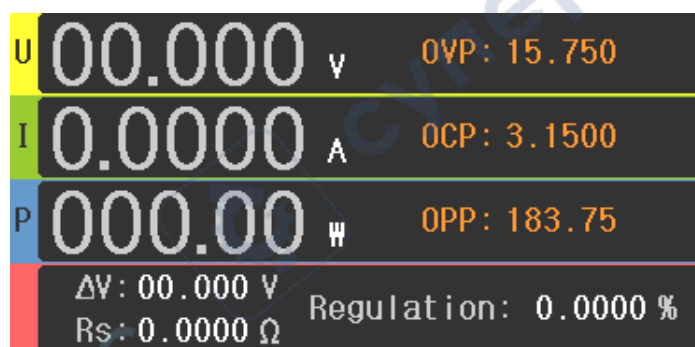 U 00.000 V OVP: 15.750
I 0.0000 A OCP: 3.1500
P 000.00 W OPP: 183.75
ΔV: 00.000 V
Rs: 0.0000 Ω
Regulation: 0.0000 %